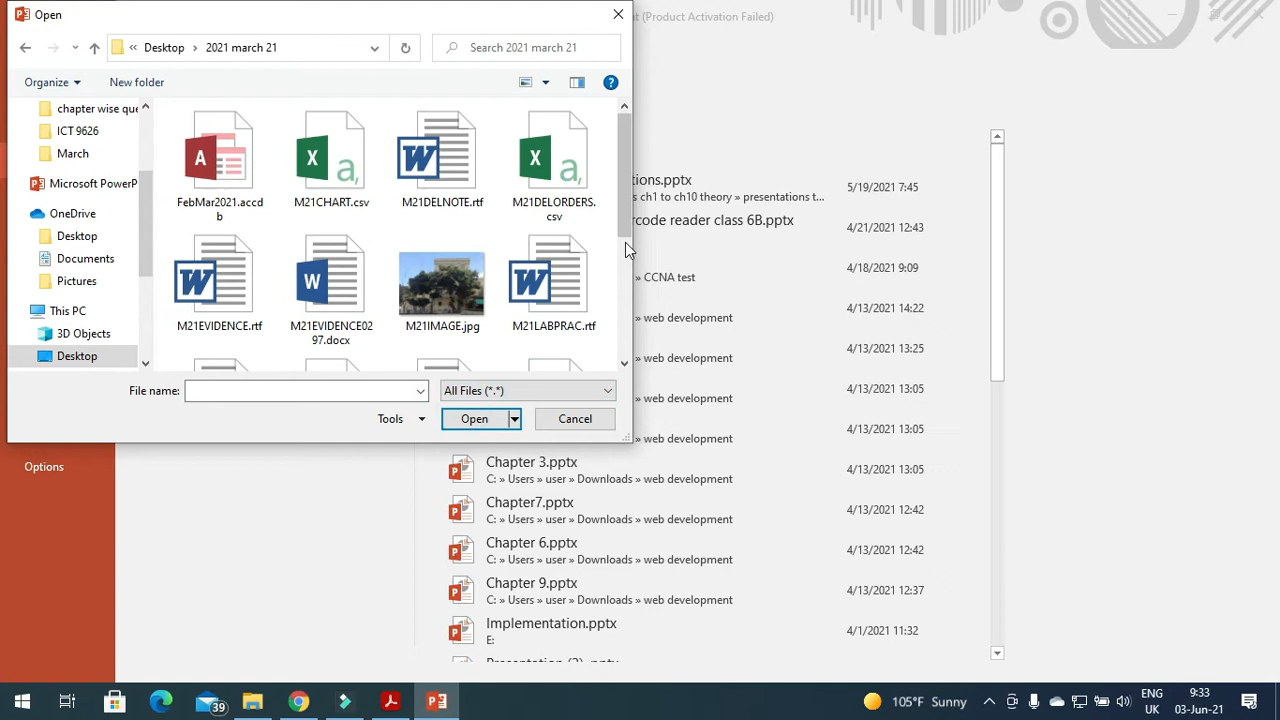 Open
ent (Product Activation Failed)
Desktop
2021 march 21
Search 2021 march 21
Organize
New folder
chapter wise que
ICT 9626
March
Microsoft PowerP
OneDrive
Desktop
Documents
Pictures
This PC
3D Objects
Desktop
FebMar2021.accd
b
M21CHART.csv
M21DELNOTE.rtf
M21DELORDERS.
csv
M21EVIDENCE.rtf
M21EVIDENCE02
97.docx
M21IMAGE.jpg
M21LABPRAC.rtf
File name:
All Files (*.*)
Tools
Open
Cancel
Options
tions.pptx
5/19/2021 7:45
s ch1 to ch10 theory » presentations t...
rcode reader class 6B.pptx
4/21/2021 12:43
» CCNA test
4/18/2021 9:09
» web development
4/13/2021 14:22
» web development
4/13/2021 13:25
» web development
4/13/2021 13:05
» web development
4/13/2021 13:05
Chapter 3.pptx
4/13/2021 13:05
C: » Users » user » Downloads » web development
Chapter7.pptx
4/13/2021 12:42
C: » Users » user » Downloads » web development
Chapter 6.pptx
4/13/2021 12:42
C: » Users » user » Downloads » web development
Chapter 9.pptx
4/13/2021 12:37
C: » Users » user » Downloads » web development
Implementation.pptx
4/1/2021 11:32
E:
Presentation (2) .pptx
39
105°F Sunny
ENG
UK
9:33
03-Jun-21